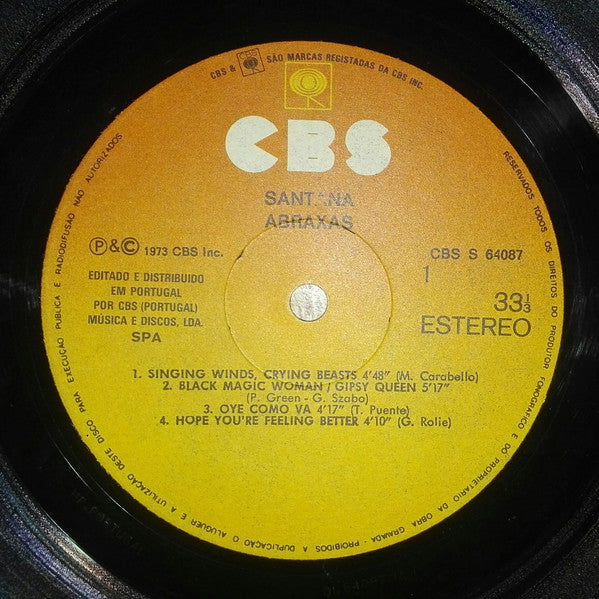 CBS & SÃO MARCAS REGISTADAS DA CBS INC.
CBS
SANTANA
ABRAXAS
P & C 1973 CBS Inc.
EDITADO E DISTRIBUIDO
EM PORTUGAL
POR CBS (PORTUGAL)
MÚSICA E DISCOS, LDA.
SPA
CBS S 64087
1
33⅓
ESTEREO
1. SINGING WINDS, CRYING BEASTS 4'48" (M. Carabello)
2. BLACK MAGIC WOMAN / GIPSY QUEEN 5'17"
(P. Green - G. Szabo)
3. OYE COMO VA 4'17" (T. Puente)
4. HOPE YOU'RE FEELING BETTER 4'10" (G. Rolie)
RESERVADOS TODOS OS DIREITOS DO PRODUTOR FONOGRÁFICO E DO PROPRIETARIO DA OBRA GRAVADA - PROIBIDOS A DUPLICAÇÃO O ALUGUER E A UTILIZAÇÃO DESTE DISCO PARA EXECUÇÃO PUBLICA E RADIODIFUSÃO NÃO AUTORIZADOS